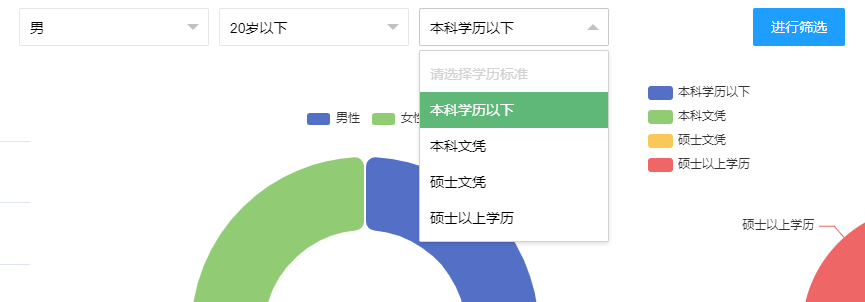 男
20岁以下
本科学历以下
进行筛选
请选择学历标准
本科学历以下
本科文凭
硕士文凭
硕士以上学历
男性
女性
本科学历以下
本科文凭
硕士文凭
硕士以上学历
硕士以上学历